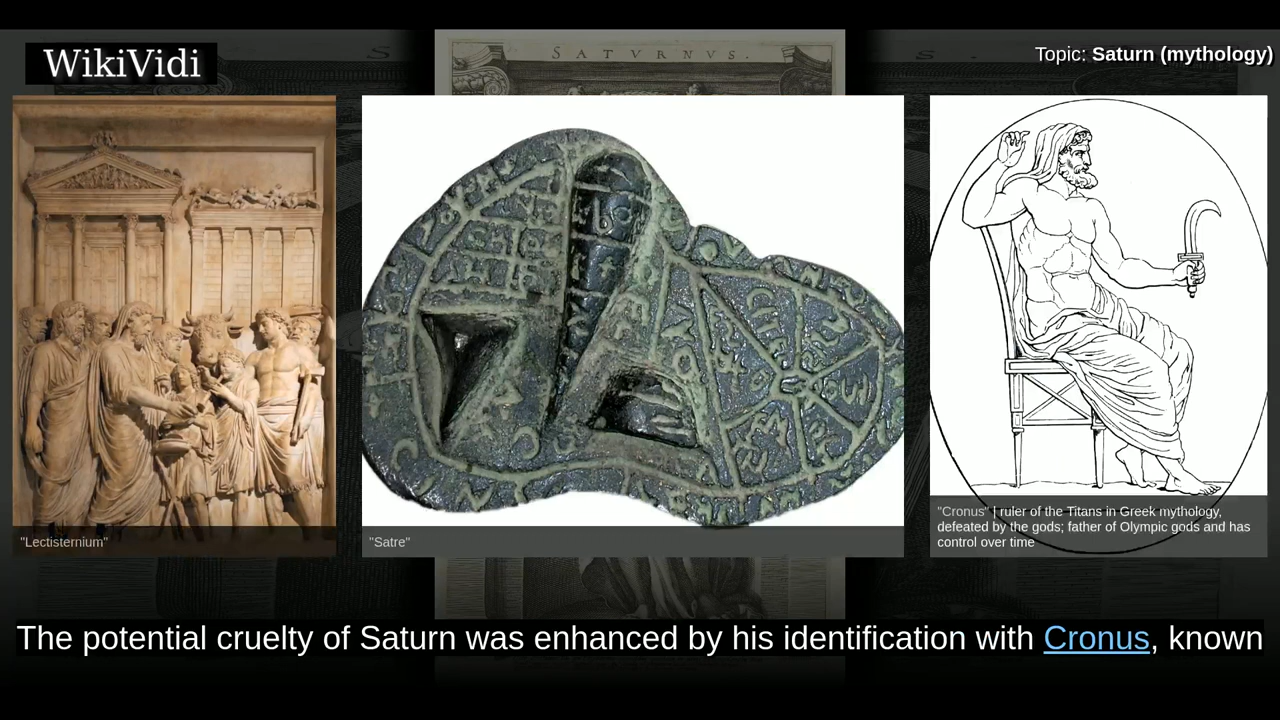 WikiVidi
Topic: Saturn (mythology)
SATVRNVS.
"Lectisternium"
"Satre"
"Cronus" | ruler of the Titans in Greek mythology,
defeated by the gods; father of Olympic gods and has
control over time
The potential cruelty of Saturn was enhanced by his identification with Cronus, known